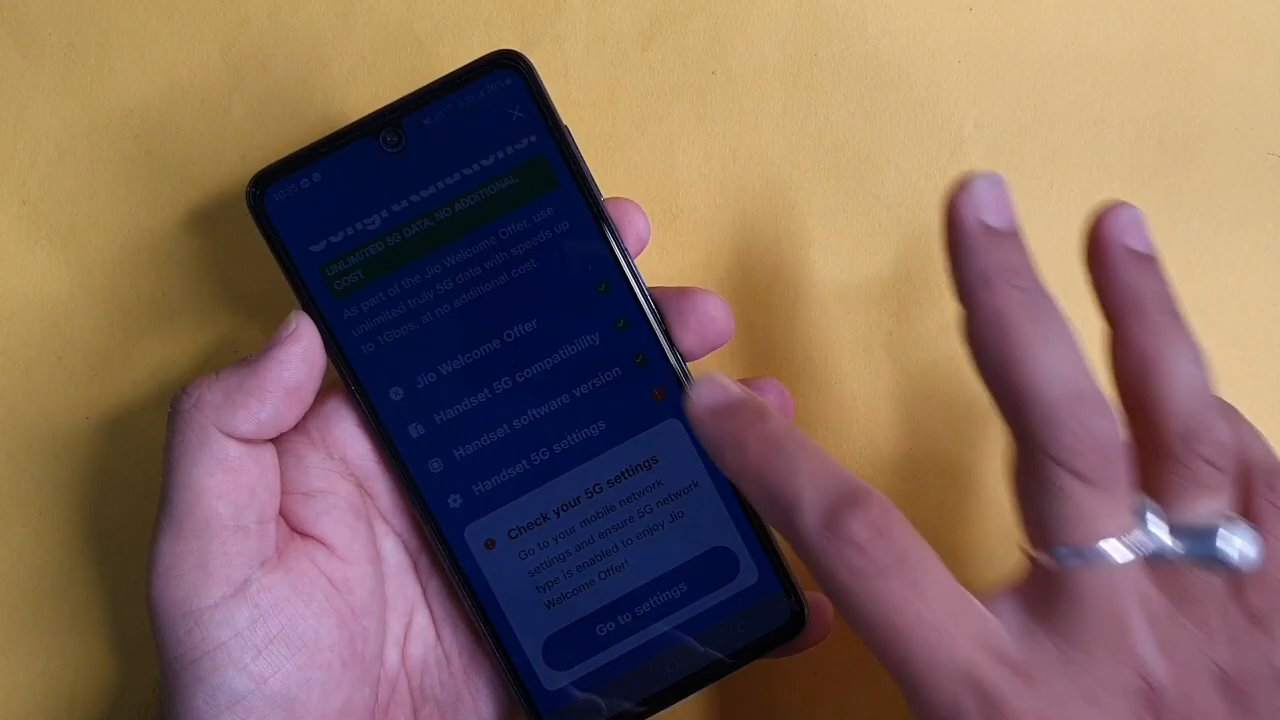 10:35
UNLIMITED 5G DATA, NO ADDITIONAL
COST
As part of the Jio Welcome Offer, use
unlimited truly 5G data with speeds up
to 1Gbps, at no additional cost.
Jio Welcome Offer
Handset 5G compatibility
Handset software version
Handset 5G settings
Check your 5G settings
Go to your mobile network
settings and ensure 5G network
type is enabled to enjoy Jio
Welcome Offer!
Go to settings